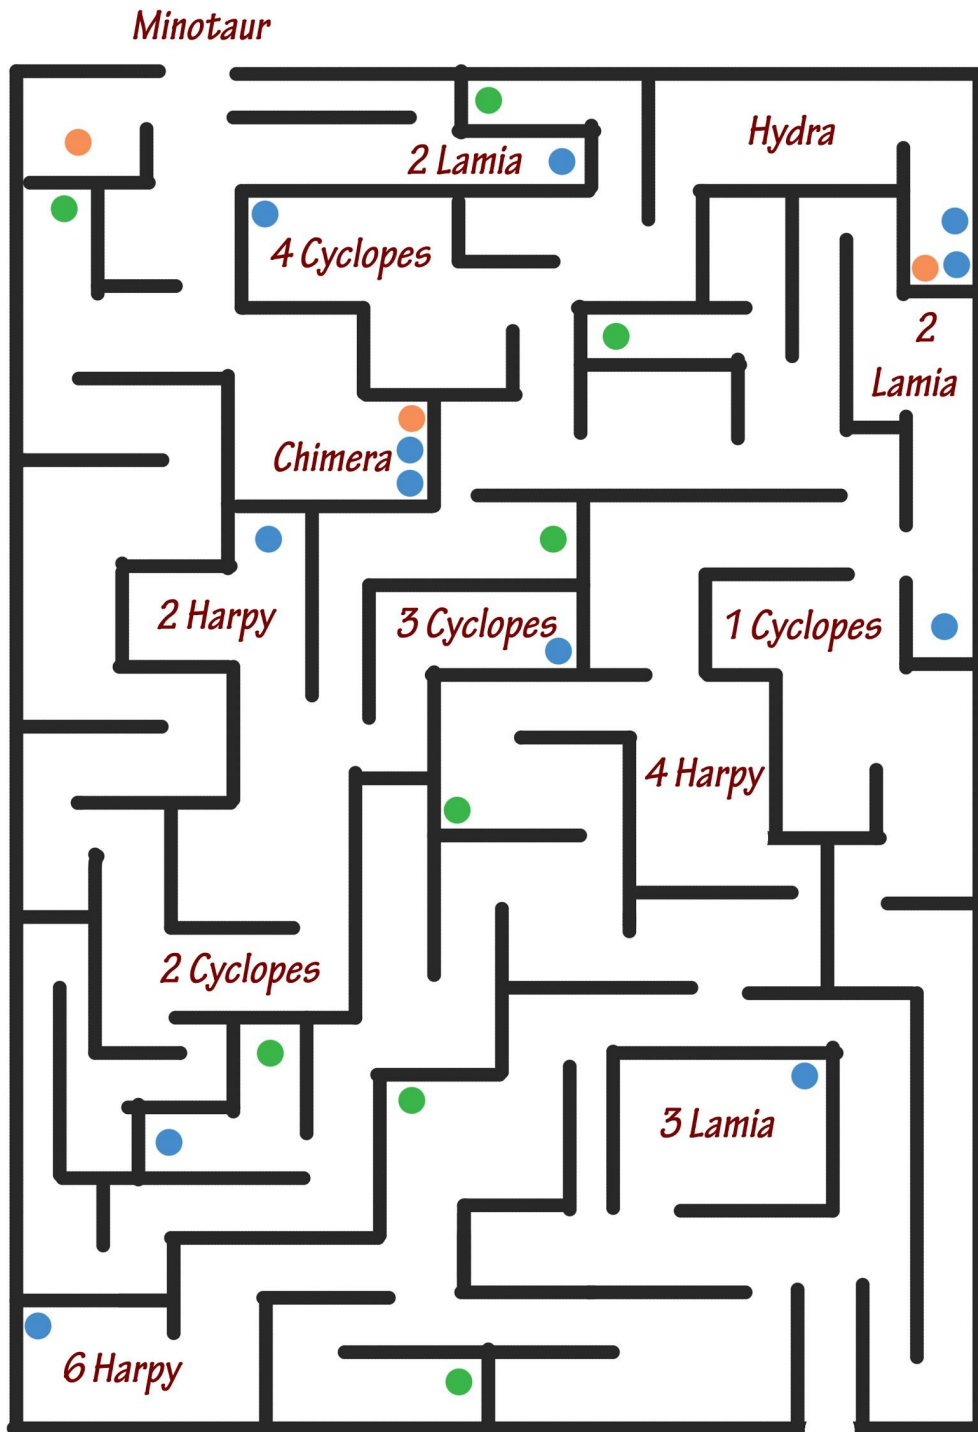 Minotaur
Hydra
2 Lamia
4 Cyclopes
2
Lamia
Chimera
2 Harpy
3 Cyclopes
1 Cyclopes
4 Harpy
2 Cyclopes
3 Lamia
6 Harpy